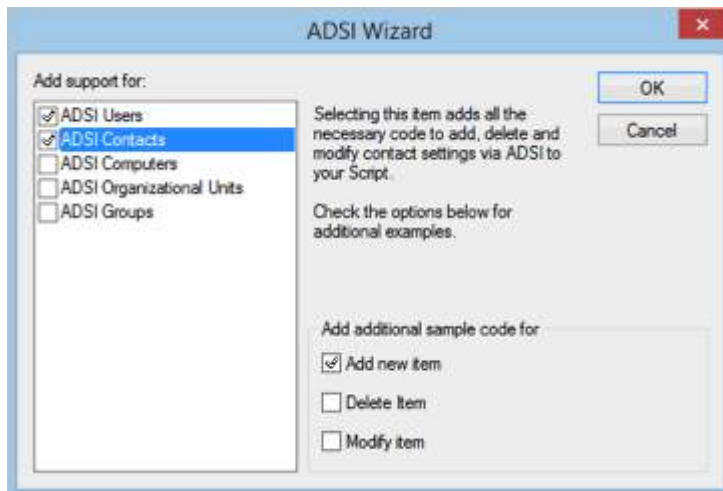 ADSI Wizard
Add support for:
ADSI Users
ADSI Contacts
ADSI Computers
ADSI Organizational Units
ADSI Groups
Selecting this item adds all the
necessary code to add, delete and
modify contact settings via ADSI to
your Script.
Check the options below for
additional examples.
OK
Cancel
Add additional sample code for
Add new item
Delete Item
Modify item